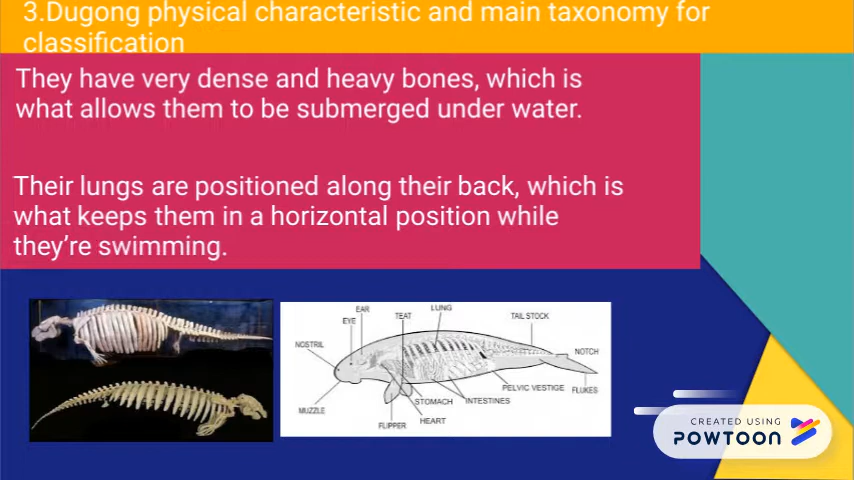 3.Dugong physical characteristic and main taxonomy for
classification
They have very dense and heavy bones, which is
what allows them to be submerged under water.
Their lungs are positioned along their back, which is
what keeps them in a horizontal position while
they’re swimming.
EAR
EYE
TEAT
LUNG
TAIL STOCK
NOSTRIL
NOTCH
MUZZLE
FLIPPER
HEART
STOMACH
INTESTINES
PELVIC VESTIGE
FLUKES
CREATED USING
POWTOON